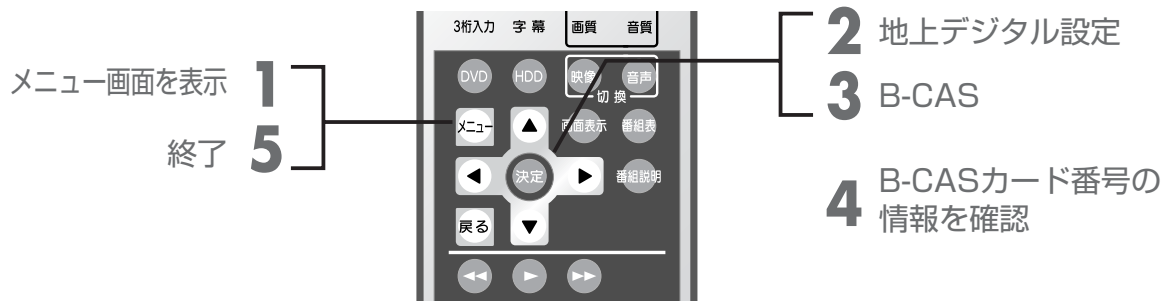 3桁入力 字幕 画質 音質
DVD HDD 映像 音声
切換
メニュー 画面表示 番組表
決定 番組説明
戻る
メニュー画面を表示 1
終了 5
2 地上デジタル設定
3 B-CAS
4 B-CASカード番号の
情報を確認